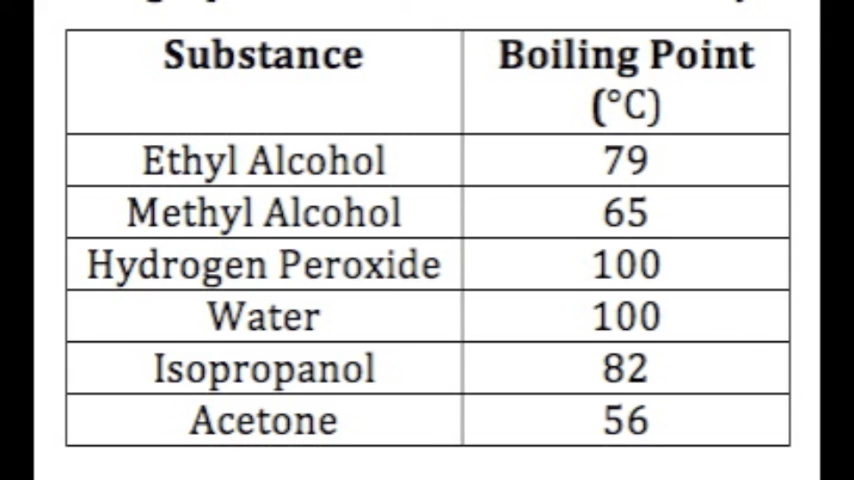 Substance Boiling Point
(°C)
Ethyl Alcohol 79
Methyl Alcohol 65
Hydrogen Peroxide 100
Water 100
Isopropanol 82
Acetone 56